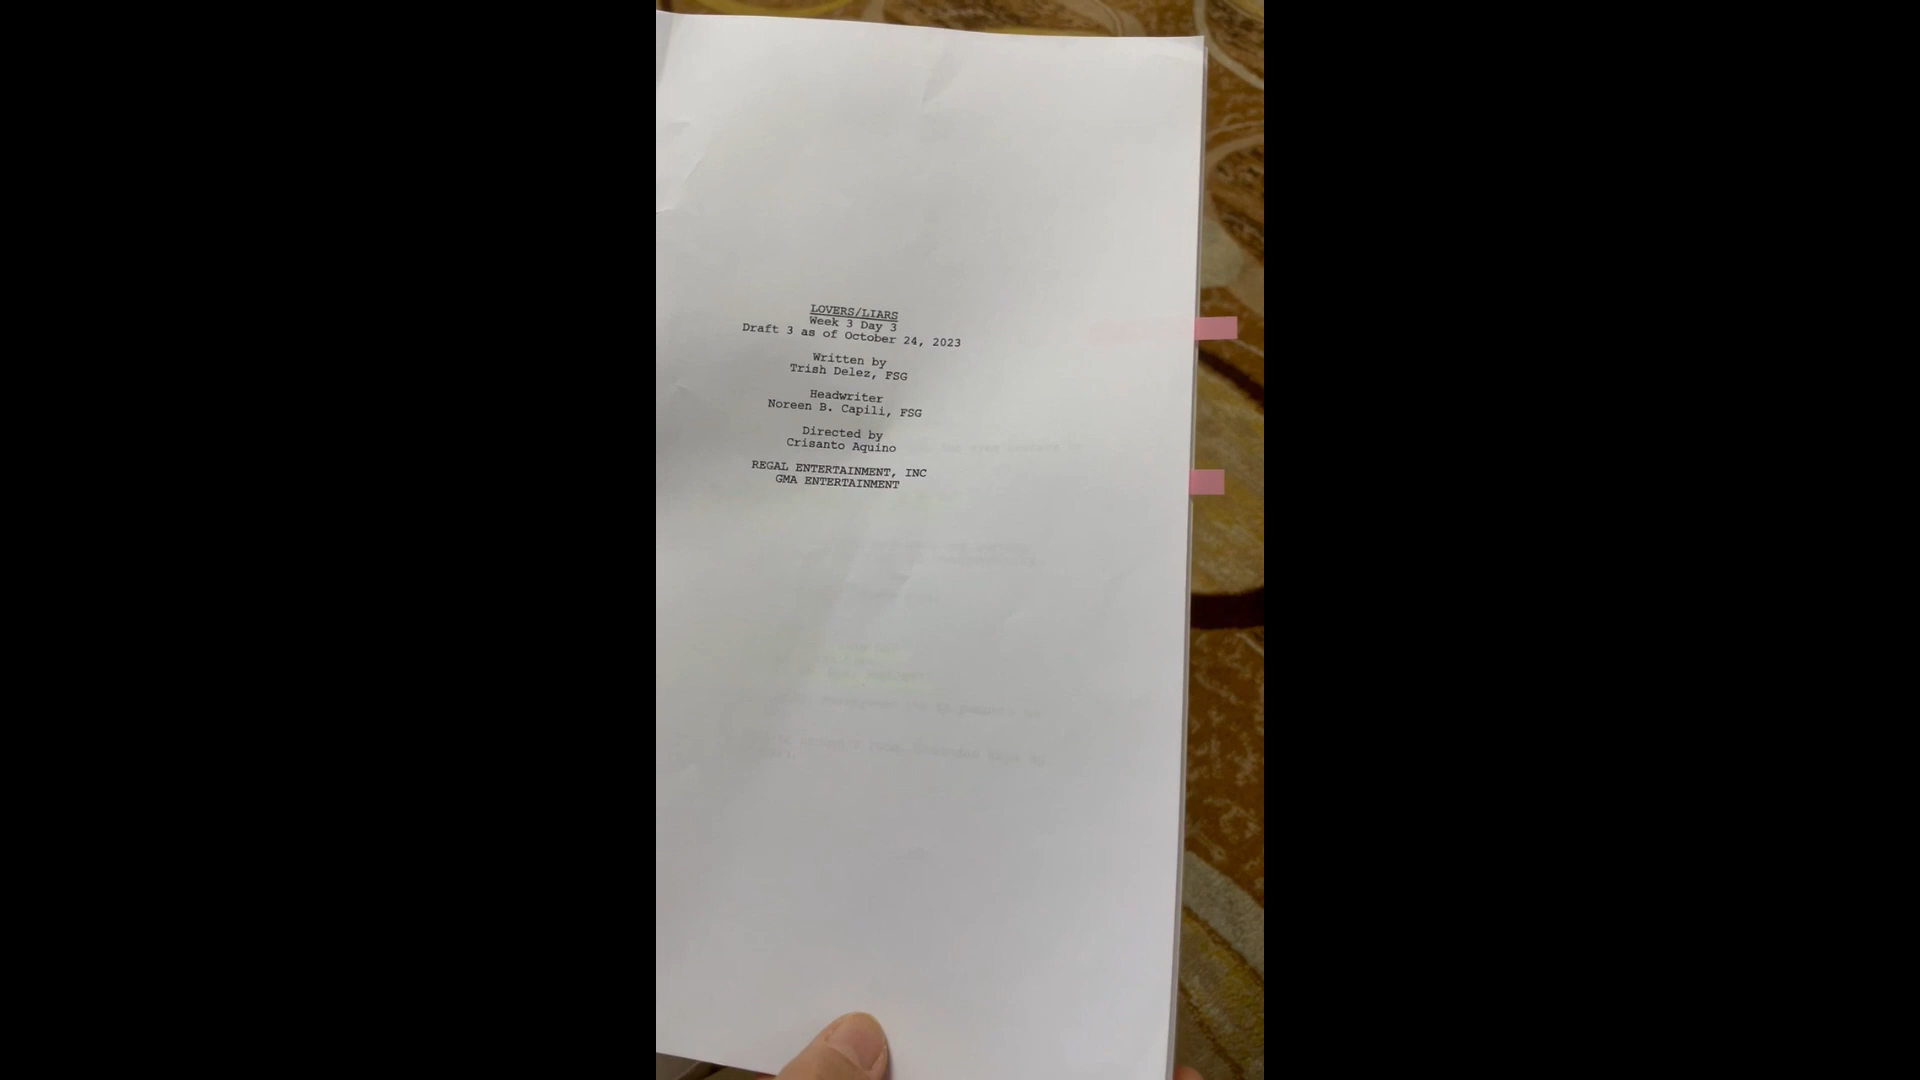 LOVERS/LIARS
Week 3 Day 3
Draft 3 as of October 24, 2023
Written by
Trish Delez, FSG
Headwriter
Noreen B. Capili, FSG
Directed by
Crisanto Aquino
REGAL ENTERTAINMENT, INC
GMA ENTERTAINMENT